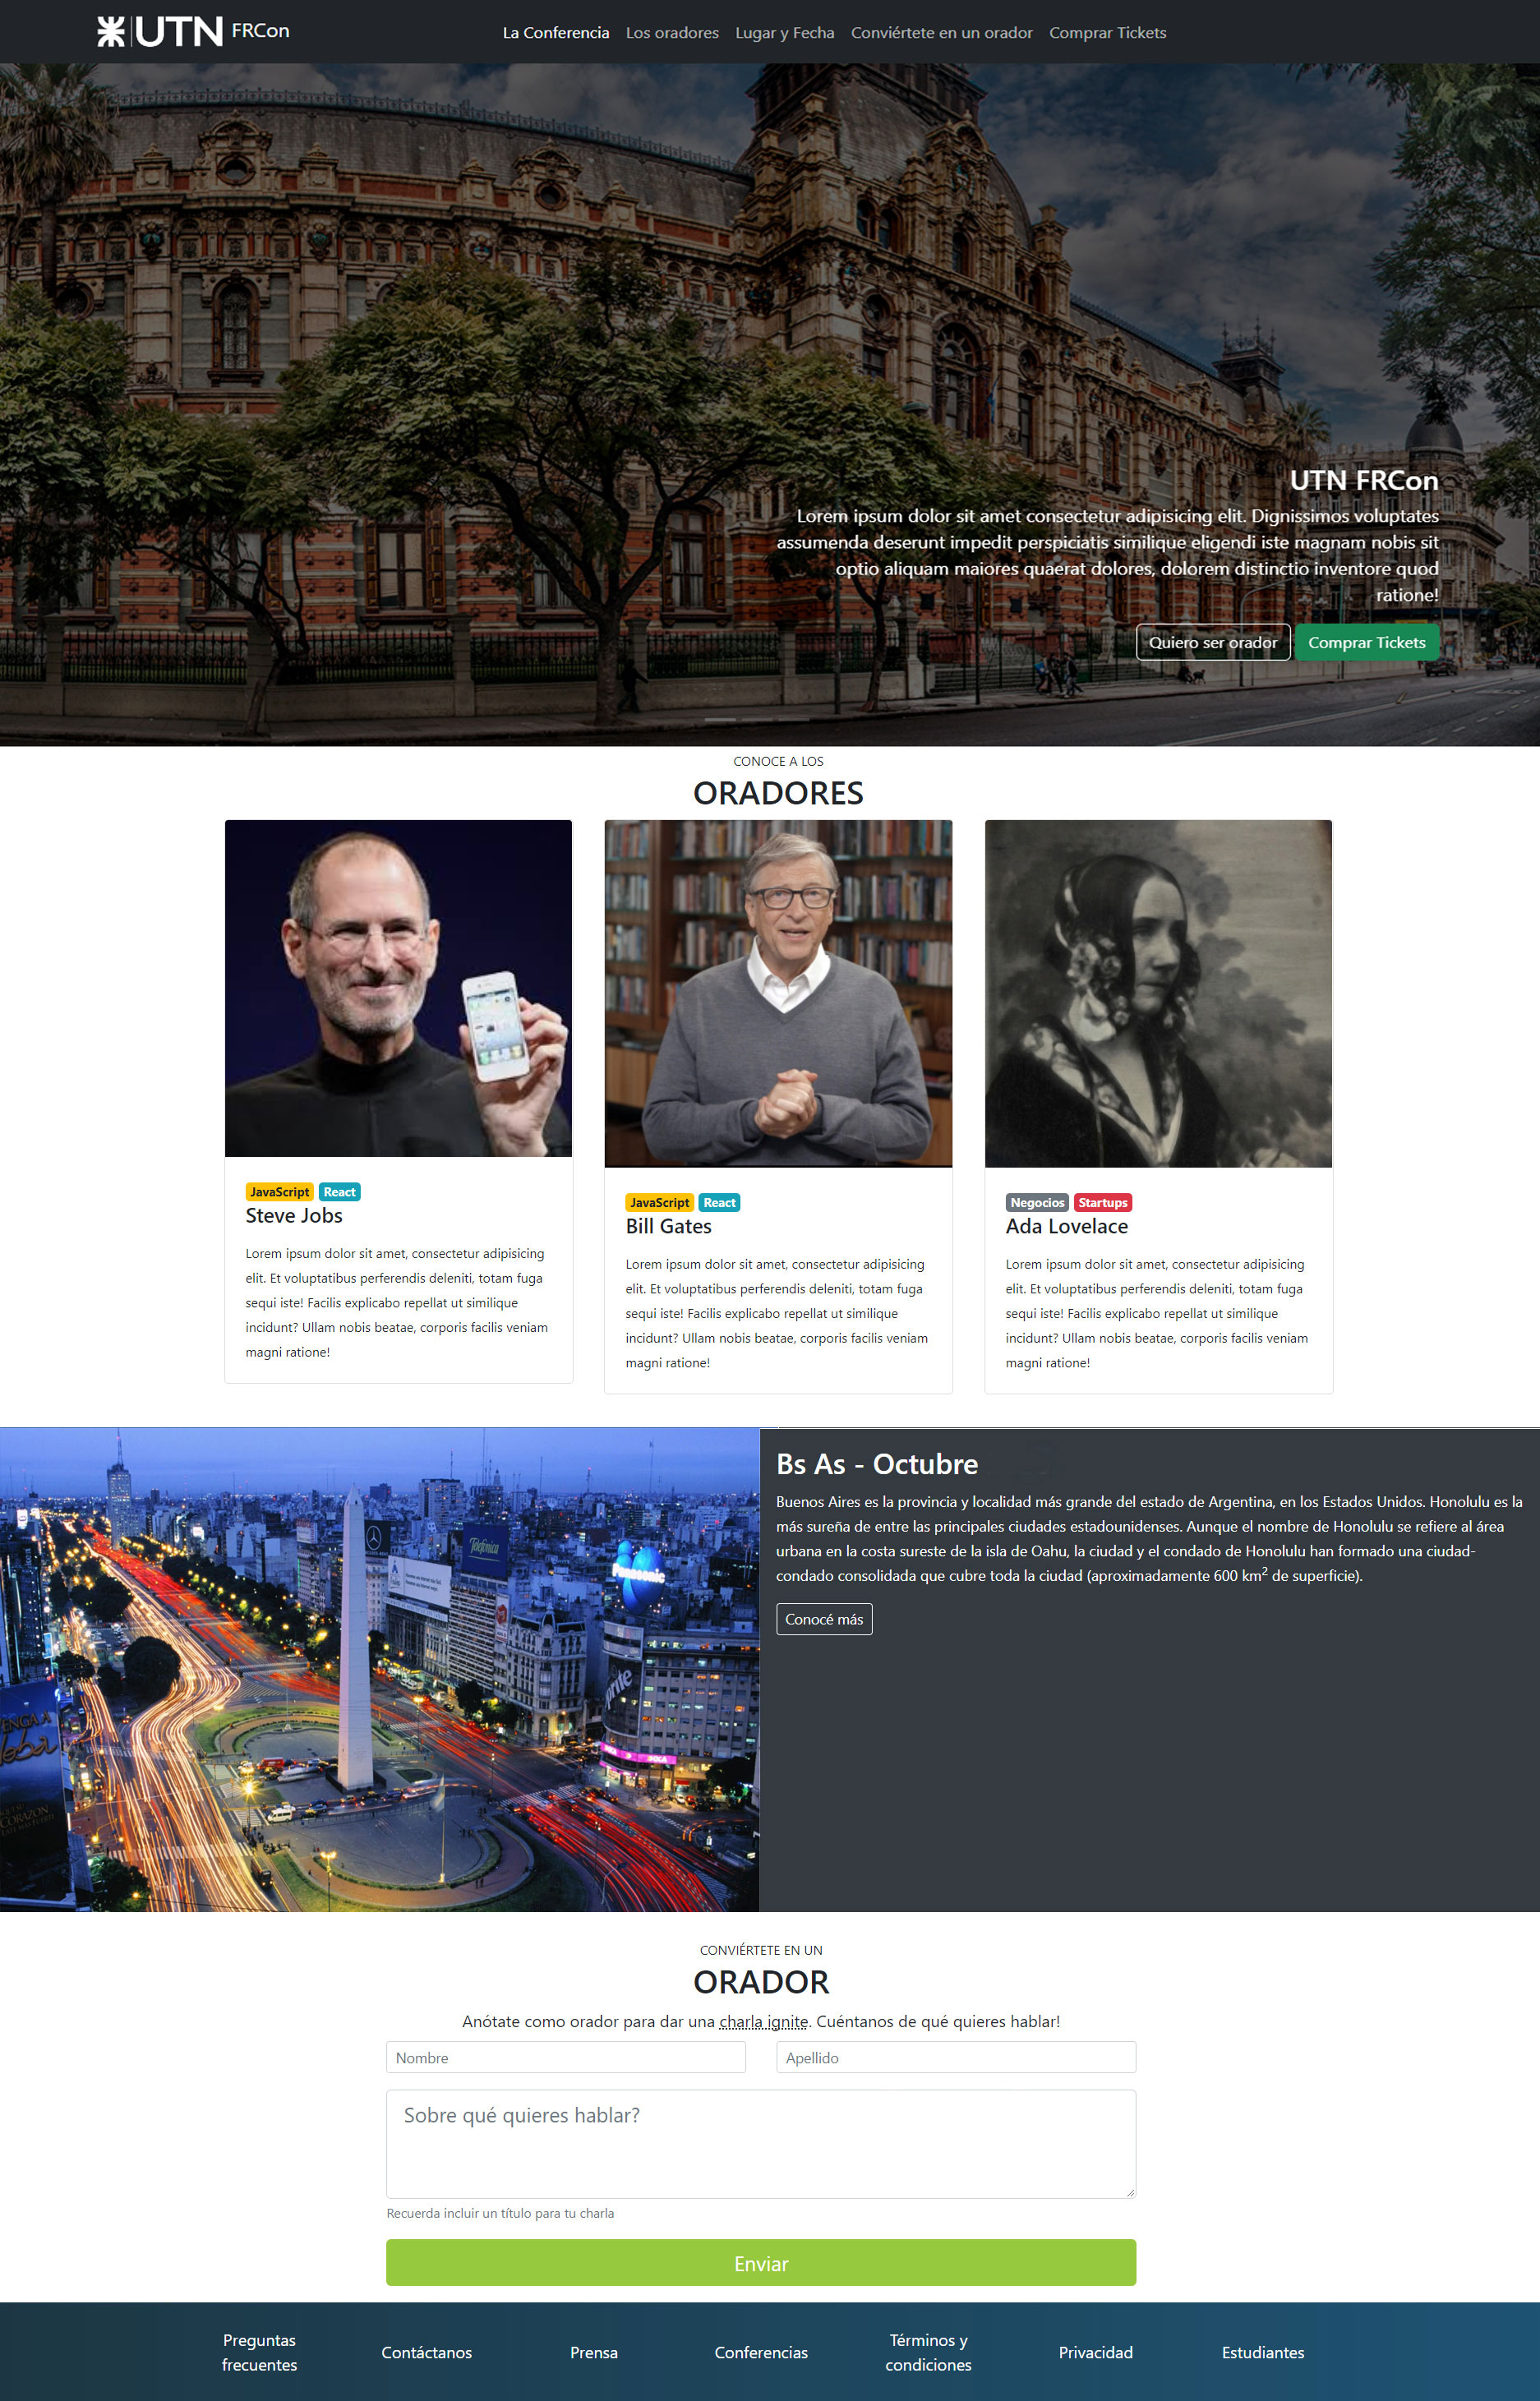 UTN FRCon
La Conferencia
Los oradores
Lugar y Fecha
Conviértete en un orador
Comprar Tickets
UTN FRCon
Lorem ipsum dolor sit amet consectetur adipisicing elit. Dignissimos voluptates
assumenda deserunt impedit perspiciatis similique eligendi iste magnam nobis sit
optio aliquam maiores quaerat dolores, dolorem distinctio inventore quod
ratione!
Quiero ser orador
Comprar Tickets
CONOCE A LOS
ORADORES
JavaScript React
Steve Jobs
Lorem ipsum dolor sit amet, consectetur adipisicing
elit. Et voluptatibus perferendis deleniti, totam fuga
sequi iste! Facilis explicabo repellat ut similique
incidunt? Ullam nobis beatae, corporis facilis veniam
magni ratione!
JavaScript React
Bill Gates
Lorem ipsum dolor sit amet, consectetur adipisicing
elit. Et voluptatibus perferendis deleniti, totam fuga
sequi iste! Facilis explicabo repellat ut similique
incidunt? Ullam nobis beatae, corporis facilis veniam
magni ratione!
Negocios Startups
Ada Lovelace
Lorem ipsum dolor sit amet, consectetur adipisicing
elit. Et voluptatibus perferendis deleniti, totam fuga
sequi iste! Facilis explicabo repellat ut similique
incidunt? Ullam nobis beatae, corporis facilis veniam
magni ratione!
Telefónica
Panasonic
CORAZON
Bs As - Octubre
Buenos Aires es la provincia y localidad más grande del estado de Argentina, en los Estados Unidos. Honolulu es la
más sureña de entre las principales ciudades estadounidenses. Aunque el nombre de Honolulu se refiere al área
urbana en la costa sureste de la isla de Oahu, la ciudad y el condado de Honolulu han formado una ciudad-
condado consolidada que cubre toda la ciudad (aproximadamente 600 km² de superficie).
Conocé más
CONVIÉRTETE EN UN
ORADOR
Anótate como orador para dar una charla ignite. Cuéntanos de qué quieres hablar!
Nombre
Apellido
Sobre qué quieres hablar?
Recuerda incluir un título para tu charla
Enviar
Preguntas
frecuentes
Contáctanos
Prensa
Conferencias
Términos y
condiciones
Privacidad
Estudiantes